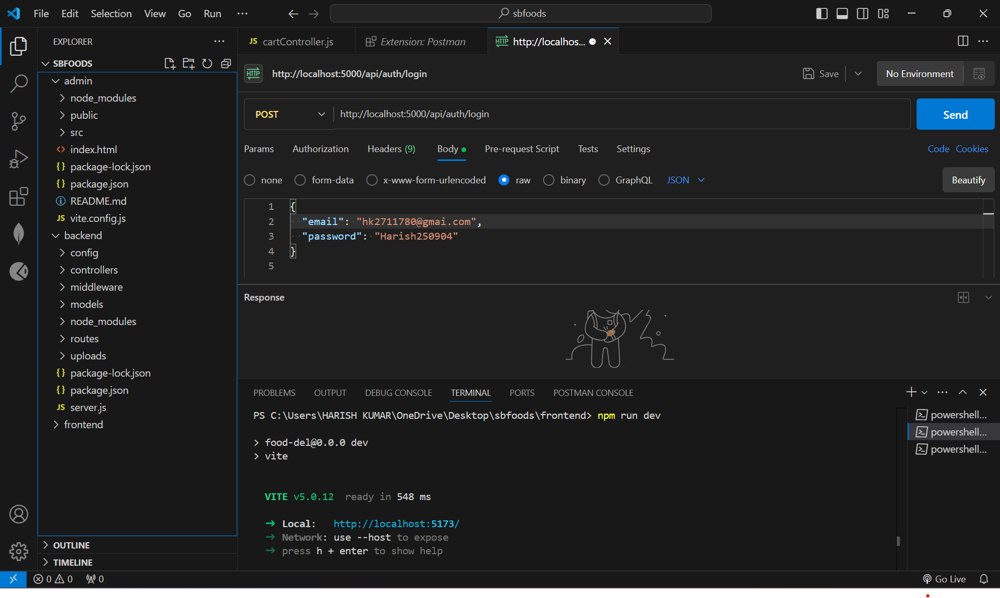 File Edit Selection View Go Run ···
sbfoods
EXPLORER
SBFOODS
admin
node_modules
public
src
index.html
package-lock.json
package.json
README.md
vite.config.js
backend
config
controllers
middleware
models
node_modules
routes
uploads
package-lock.json
package.json
server.js
frontend
OUTLINE
TIMELINE
JS cartController.js
Extension: Postman
HTTP http://localhos...
HTTP http://localhost:5000/api/auth/login
Save
No Environment
POST http://localhost:5000/api/auth/login
Send
Params Authorization Headers (9) Body Pre-request Script Tests Settings
Code Cookies
none form-data x-www-form-urlencoded raw binary GraphQL JSON
Beautify
1 {
2 "email": "hk2711780@gmai.com",
3 "password": "Harish250904"
4 }
5
Response
PROBLEMS OUTPUT DEBUG CONSOLE TERMINAL PORTS POSTMAN CONSOLE
PS C:\Users\HARISH KUMAR\OneDrive\Desktop\sbfoods\frontend> npm run dev
> food-del@0.0.0 dev
> vite
VITE v5.0.12 ready in 548 ms
➜ Local: http://localhost:5173/
➜ Network: use --host to expose
➜ press h + enter to show help
powershell...
powershell...
powershell...
0 0 0
Go Live